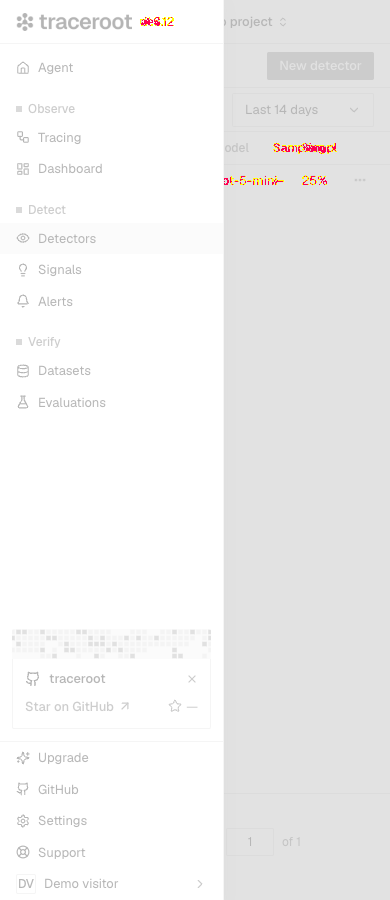 traceroot
o project
Agent
New detector
Observe
Last 14 days
Tracing
odel
Dashboard
25%
Detect
Detectors
Signals
Alerts
Verify
Datasets
Evaluations
traceroot
Star on GitHub
—
Upgrade
GitHub
Settings
1
of 1
Support
DV
Demo visitor